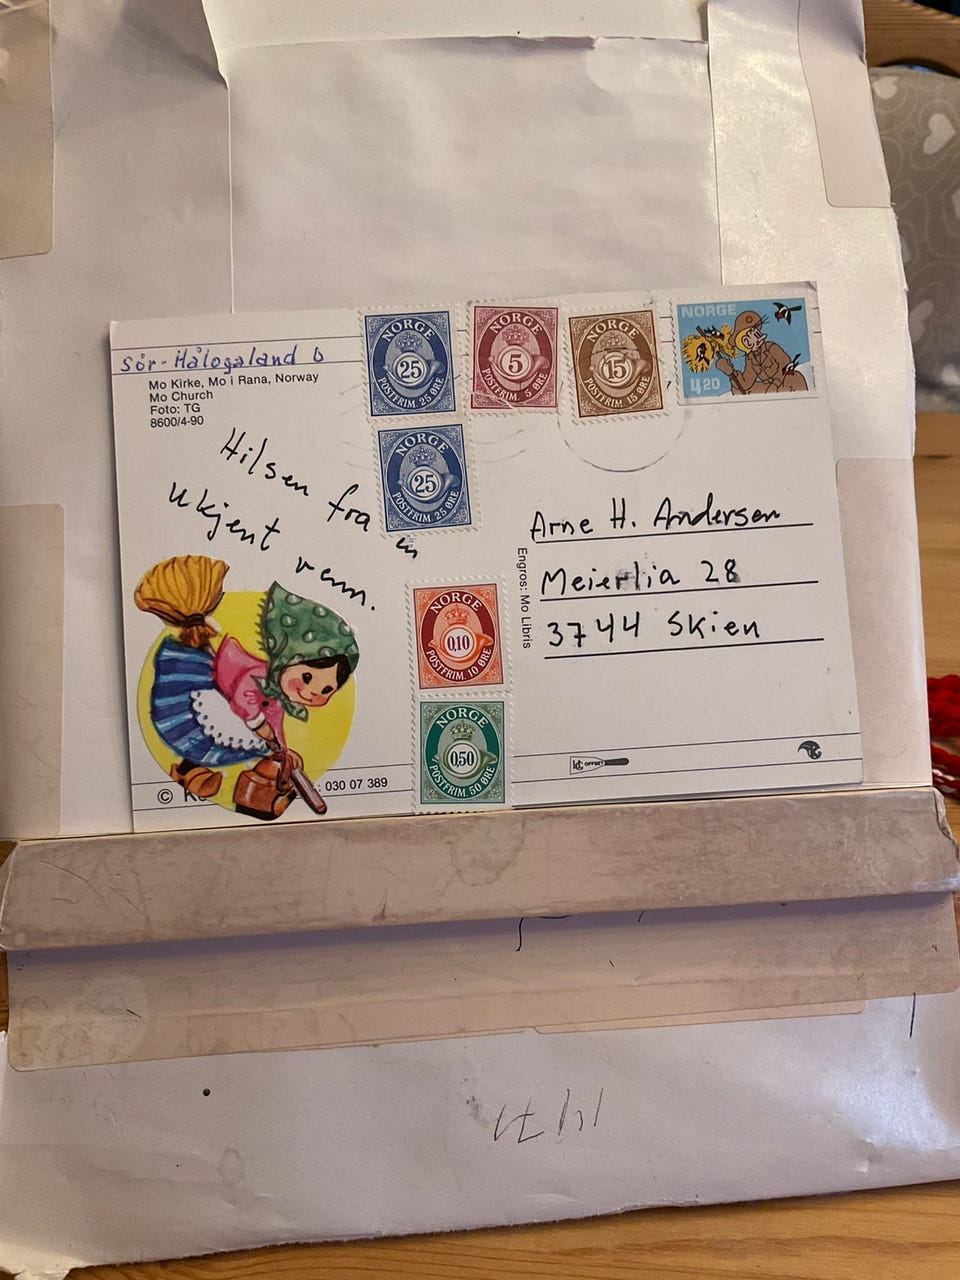 Sör-Hålogaland b
Mo Kirke, Mo i Rana, Norway
Mo Church
Foto: TG
8600/4-90
NORGE
25
POSTFRIM. 25 ØRE
NORGE
5
POSTFRIM. 5 ØRE
NORGE
15
POSTFRIM. 15 ØRE
NORGE
420
NORGE
25
POSTFRIM. 25 ØRE
Hilsen fra en
ukjent venn.
Arne H. Andersen
Meierlia 28
3744 Skien
Engros: Mo Libris
NORGE
0,10
POSTFRIM. 10 ØRE
NORGE
0,50
POSTFRIM. 50 ØRE
©
: 030 07 389
OFFSET